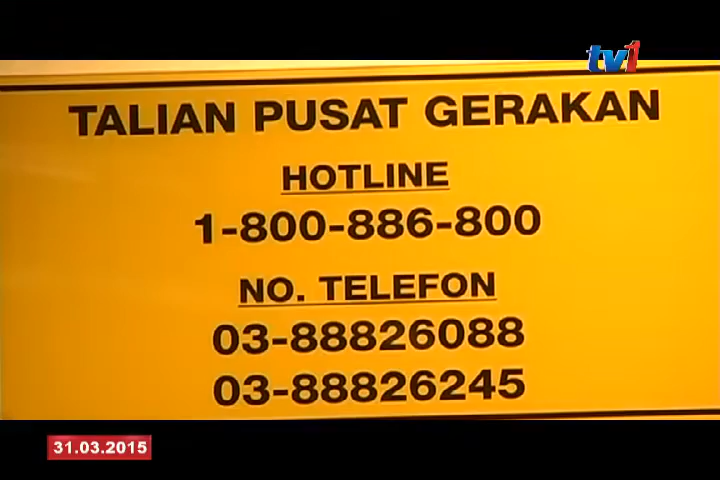 tv1
TALIAN PUSAT GERAKAN
HOTLINE
1-800-886-800
NO. TELEFON
03-88826088
03-88826245
31.03.2015